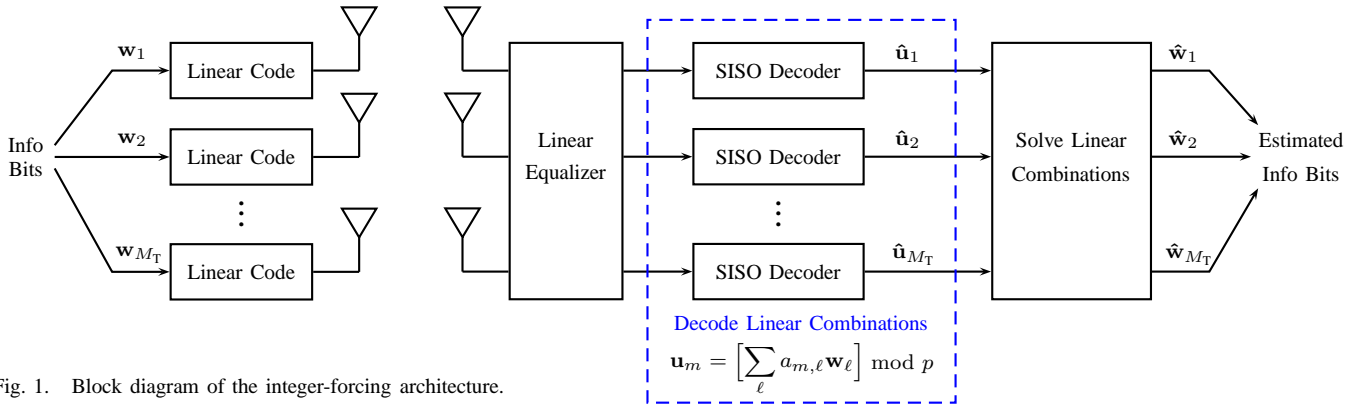 Info
Bits
w1
w2
wMT
Linear Code
Linear Code
⋮
Linear Code
Linear
Equalizer
SISO Decoder
SISO Decoder
⋮
SISO Decoder
û1
û2
ûMT
Decode Linear Combinations
um = [∑ℓ am,ℓwℓ] mod p
Solve Linear
Combinations
ŵ1
ŵ2
ŵMT
Estimated
Info Bits
Fig. 1. Block diagram of the integer-forcing architecture.